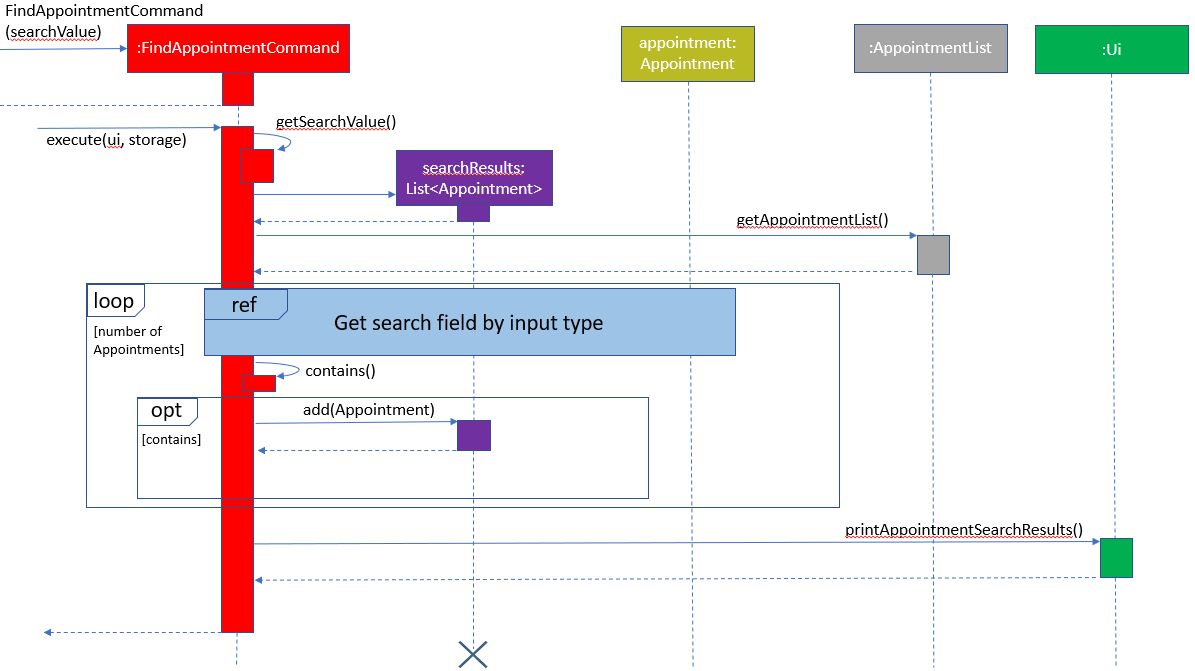 FindAppointmentCommand
(searchValue)
:FindAppointmentCommand
appointment:
Appointment
:AppointmentList
:Ui
getSearchValue()
execute(ui, storage)
searchResults:
List<Appointment>
getAppointmentList()
loop
ref
Get search field by input type
[number of
Appointments]
contains()
opt
add(Appointment)
[contains]
printAppointmentSearchResults()